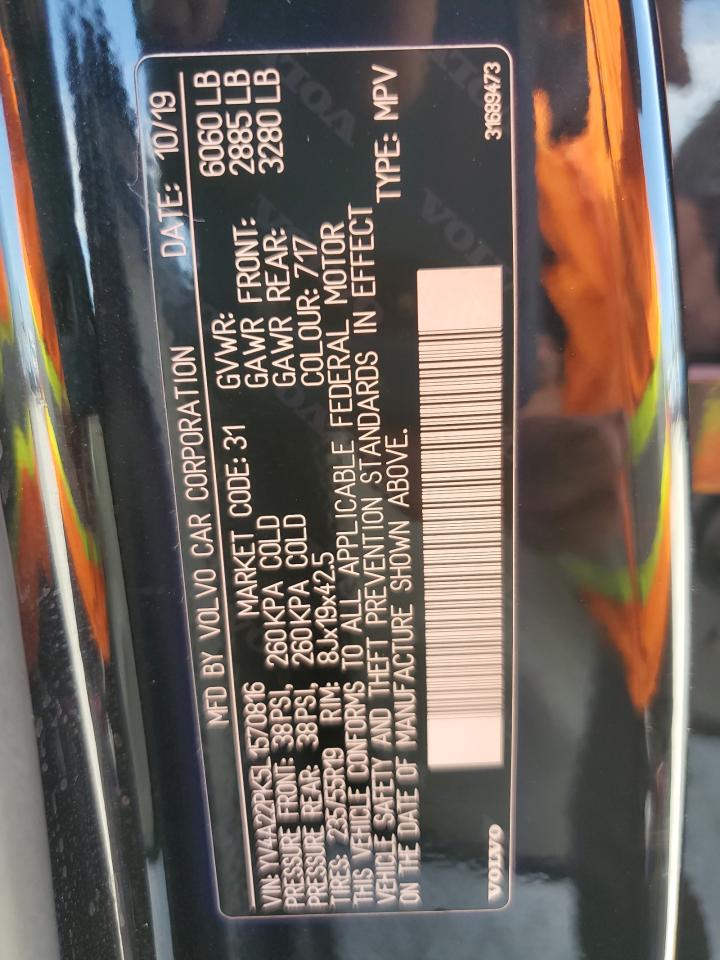 MFD BY VOLVO CAR CORPORATION DATE: 10/19
VIN: YV4A22PK5L1570816 MARKET CODE: 31 GVWR: 6060 LB
PRESSURE FRONT: 38PSI, 260KPA COLD GAWR FRONT: 2885 LB
PRESSURE REAR: 38PSI, 260KPA COLD GAWR REAR: 3280 LB
TIRES: 235/55R19 RIM: 8Jx19x42.5 COLOUR: 717
THIS VEHICLE CONFORMS TO ALL APPLICABLE FEDERAL MOTOR
VEHICLE SAFETY AND THEFT PREVENTION STANDARDS IN EFFECT
ON THE DATE OF MANUFACTURE SHOWN ABOVE. TYPE: MPV
VOLVO 31689473